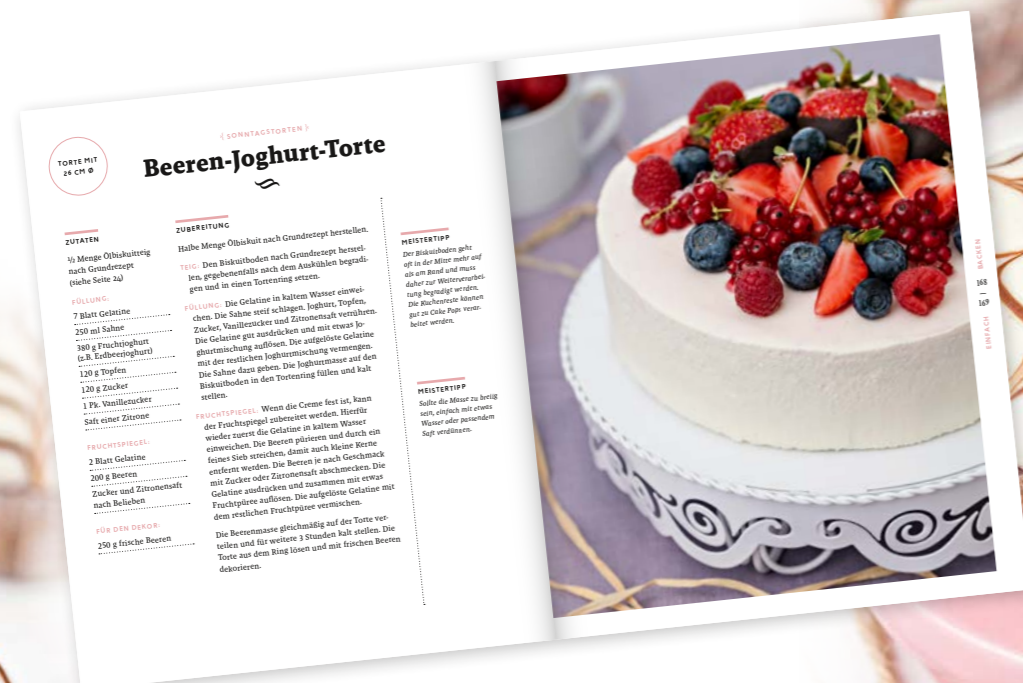 SONNTAGSTORTEN
TORTE MIT
26 CM Ø
Beeren-Joghurt-Torte
ZUTATEN
½ Menge Ölbiskuitteig
nach Grundrezept
(siehe Seite 24)
FÜLLUNG:
7 Blatt Gelatine
250 ml Sahne
380 g Fruchtjoghurt
(z.B. Erdbeerjoghurt)
120 g Topfen
120 g Zucker
1 Pk. Vanillezucker
Saft einer Zitrone
FRUCHTSPIEGEL:
2 Blatt Gelatine
200 g Beeren
Zucker und Zitronensaft
nach Belieben
FÜR DEN DEKOR:
250 g frische Beeren
ZUBEREITUNG
Halbe Menge Ölbiskuit nach Grundrezept herstellen.
TEIG: Den Biskuitboden nach Grundrezept herstel-
len, gegebenenfalls nach dem Auskühlen begradi-
gen und in einen Tortenring setzen.
FÜLLUNG: Die Gelatine in kaltem Wasser einwei-
chen. Die Sahne steif schlagen. Joghurt, Topfen,
Zucker, Vanillezucker und Zitronensaft verrühren.
Die Gelatine gut ausdrücken und mit etwas Jo-
ghurtmischung auflösen. Die aufgelöste Gelatine
mit der restlichen Joghurtmischung vermengen.
Die Sahne dazu geben. Die Joghurtmasse auf den
Biskuitboden in den Tortenring füllen und kalt
stellen.
FRUCHTSPIEGEL: Wenn die Creme fest ist, kann
der Fruchtspiegel zubereitet werden. Hierfür
wieder zuerst die Gelatine in kaltem Wasser
einweichen. Die Beeren pürieren und durch ein
feines Sieb streichen, damit auch kleine Kerne
entfernt werden. Die Beeren je nach Geschmack
mit Zucker oder Zitronensaft abschmecken. Die
Gelatine ausdrücken und zusammen mit etwas
Fruchtpüree auflösen. Die aufgelöste Gelatine mit
dem restlichen Fruchtpüree vermischen.
Die Beerenmasse gleichmäßig auf der Torte ver-
teilen und für weitere 3 Stunden kalt stellen. Die
Torte aus dem Ring lösen und mit frischen Beeren
dekorieren.
MEISTERTIPP
Der Biskuitboden geht
oft in der Mitte mehr auf
als am Rand und muss
daher zur Weiterverarbei-
tung begradigt werden.
Die Kuchenreste können
gut zu Cake Pops verar-
beitet werden.
MEISTERTIPP
Sollte die Masse zu breiig
sein, einfach mit etwas
Wasser oder passendem
Saft verdünnen.
BACKEN
168
—
169
EINFACH